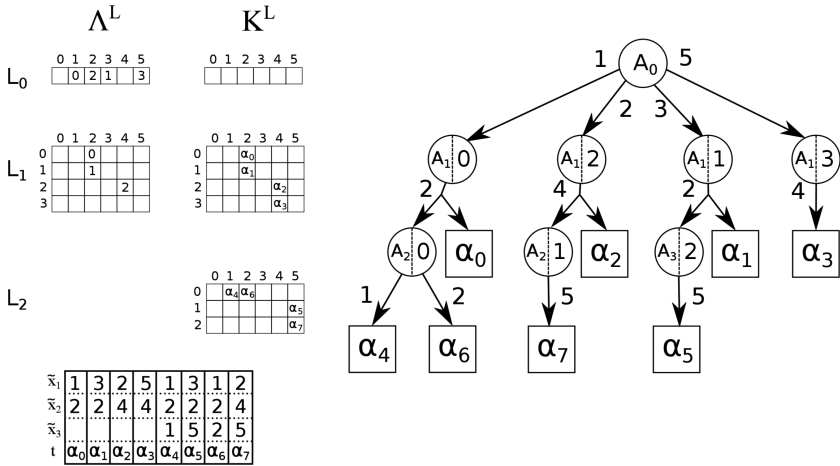 Λ^L K^L
0 1 2 3 4 5 0 1 2 3 4 5
L₀ 0 2 1 3
0 1 2 3 4 5 0 1 2 3 4 5
L₁
0 0 0 α₀
1 1 1 α₁
2 2 2 α₂
3 3 α₃
0 1 2 3 4 5
L₂ 0 α₄ α₆
1 α₅
2 α₇
x̃₁ 1 3 2 5 1 3 1 2
x̃₂ 2 2 4 4 2 2 2 4
x̃₃ 1 5 2 5
t α₀ α₁ α₂ α₃ α₄ α₅ α₆ α₇
A₀
1 2 3 5
A₁ 0 A₁ 2 A₁ 1 A₁ 3
2 4 2 4
A₂ 0 α₀ A₂ 1 α₂ A₃ 2 α₁ α₃
1 2 5 5
α₄ α₆ α₇ α₅